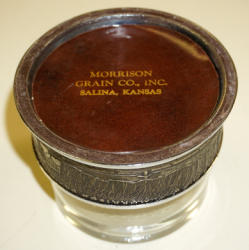 MORRISON
GRAIN CO., INC.
SALINA, KANSAS